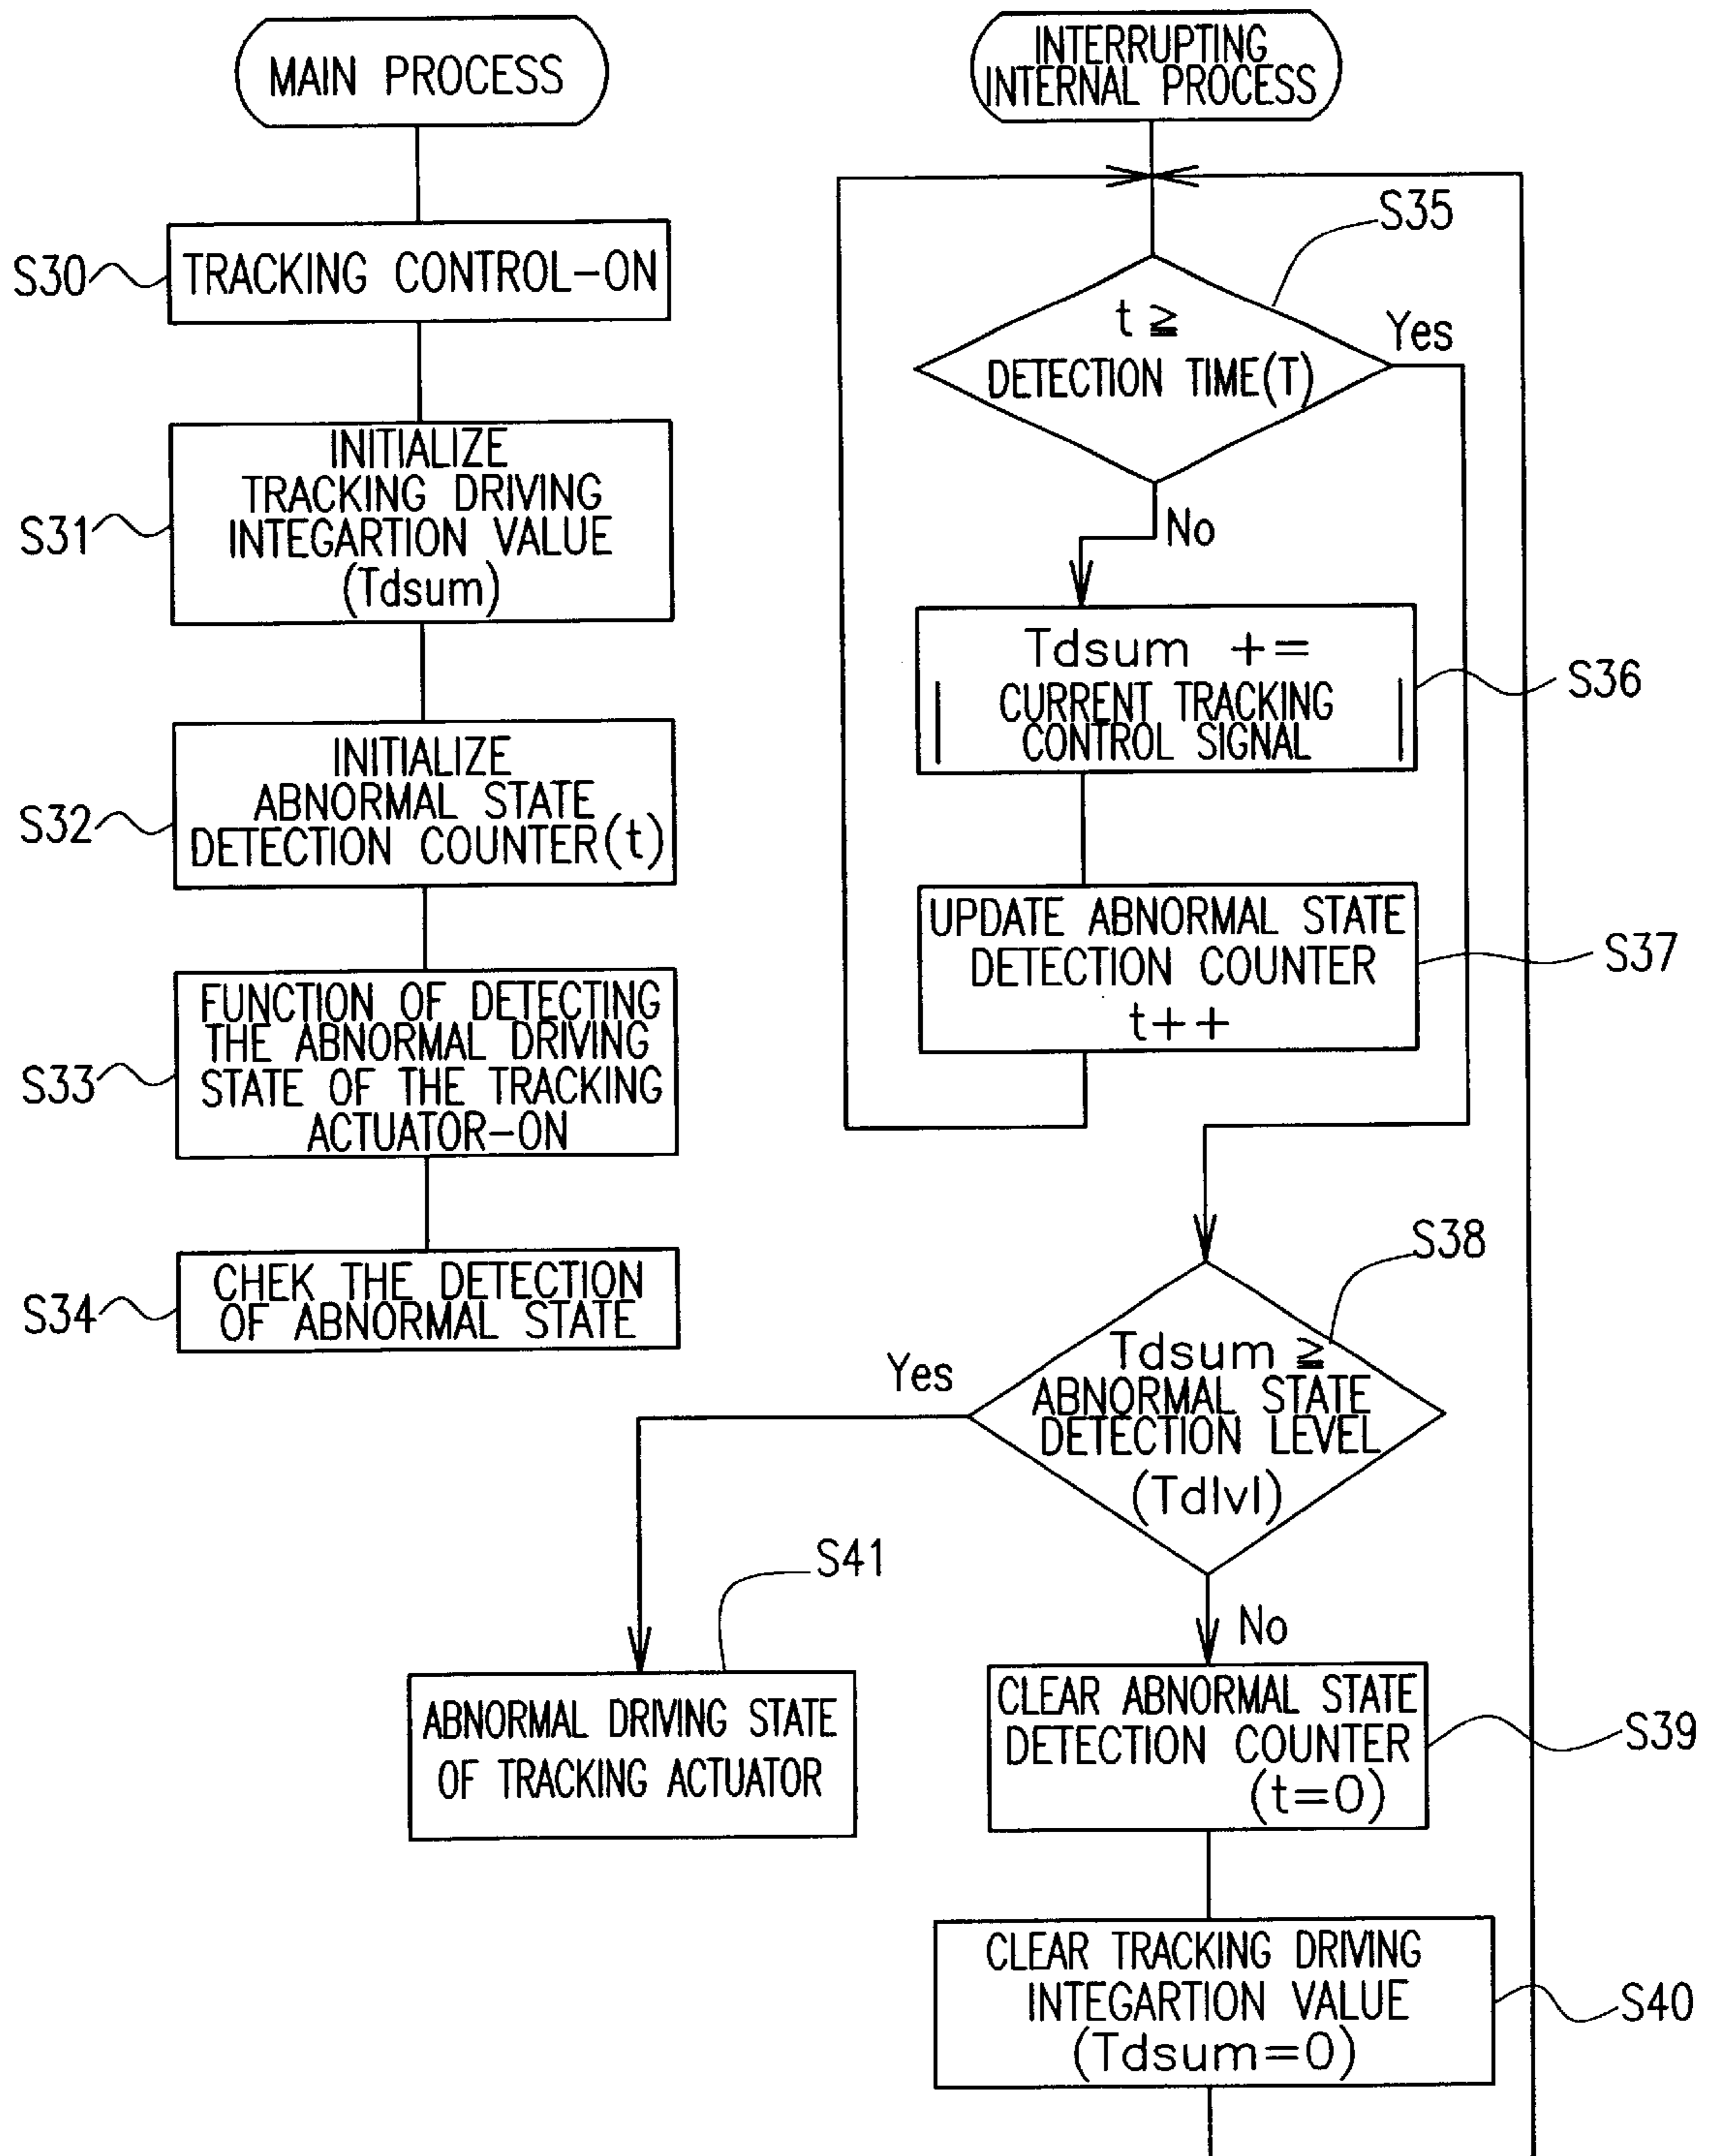 MAIN PROCESS
S30
TRACKING CONTROL-ON
S31
INITIALIZE
TRACKING DRIVING
INTEGARTION VALUE
(Tdsum)
S32
INITIALIZE
ABNORMAL STATE
DETECTION COUNTER(t)
S33
FUNCTION OF DETECTING
THE ABNORMAL DRIVING
STATE OF THE TRACKING
ACTUATOR-ON
S34
CHEK THE DETECTION
OF ABNORMAL STATE
INTERRUPTING
INTERNAL PROCESS
S35
t ≧
DETECTION TIME(T)
Yes
No
Tdsum +=
| CURRENT TRACKING
CONTROL SIGNAL |
S36
UPDATE ABNORMAL STATE
DETECTION COUNTER
t++
S37
S38
Tdsum ≧
ABNORMAL STATE
DETECTION LEVEL
(Tdlvl)
Yes
No
S41
ABNORMAL DRIVING STATE
OF TRACKING ACTUATOR
CLEAR ABNORMAL STATE
DETECTION COUNTER
(t=0)
S39
CLEAR TRACKING DRIVING
INTEGARTION VALUE
(Tdsum=0)
S40